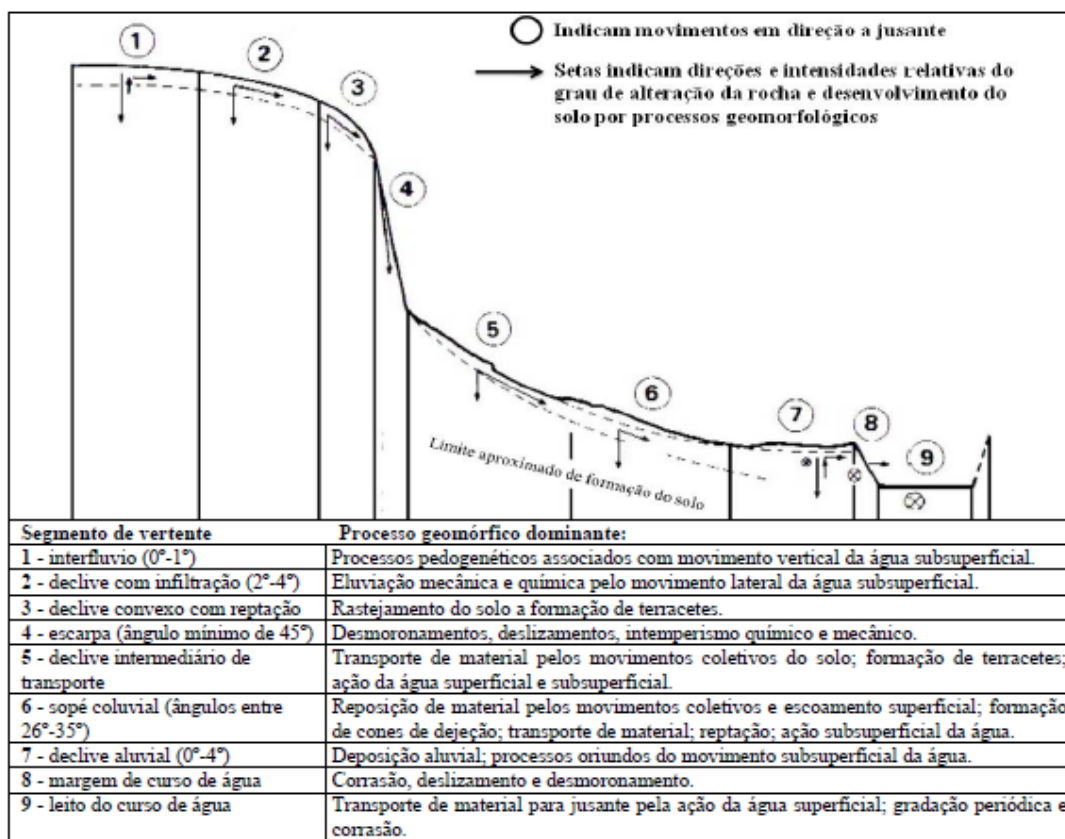 1
2
3
4
5
6
7
8
9
Indicam movimentos em direção a jusante
Setas indicam direções e intensidades relativas do
grau de alteração da rocha e desenvolvimento do
solo por processos geomorfológicos
Limite aproximado de formação do solo
Segmento de vertente Processo geomórfico dominante:
1 - interfluvio (0º-1º) Processos pedogenéticos associados com movimento vertical da água subsuperficial.
2 - declive com infiltração (2º-4º) Eluviação mecânica e química pelo movimento lateral da água subsuperficial.
3 - declive convexo com reptação Rastejamento do solo a formação de terracetes.
4 - escarpa (ângulo mínimo de 45º) Desmoronamentos, deslizamentos, intemperismo químico e mecânico.
5 - declive intermediário de
transporte
Transporte de material pelos movimentos coletivos do solo; formação de terracetes;
ação da água superficial e subsuperficial.
6 - sopé coluvial (ângulos entre
26º-35º)
Reposição de material pelos movimentos coletivos e escoamento superficial; formação
de cones de dejeção; transporte de material; reptação; ação subsuperficial da água.
7 - declive aluvial (0º-4º) Deposição aluvial; processos oriundos do movimento subsuperficial da água.
8 - margem de curso de água Corrasão, deslizamento e desmoronamento.
9 - leito do curso de água Transporte de material para jusante pela ação da água superficial; gradação periódica e
corrasão.